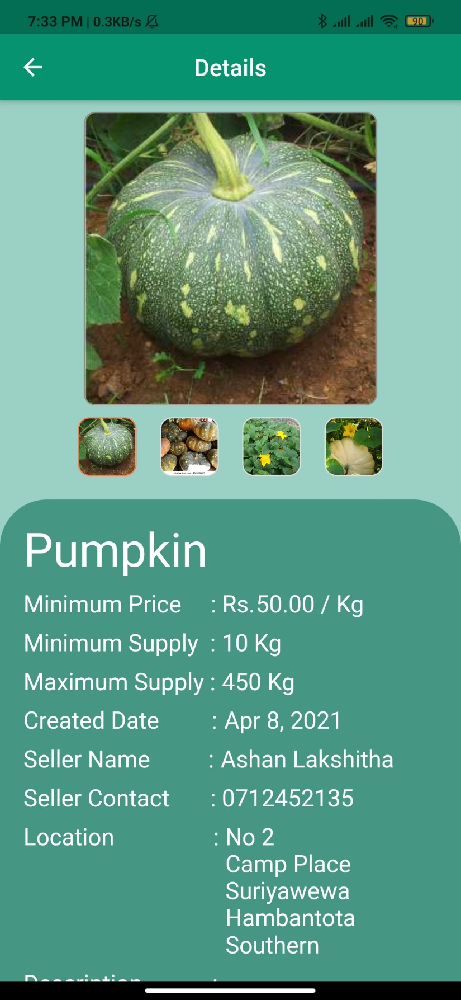 7:33 PM | 0.3KB/s
90
Details
Pumpkin
Minimum Price : Rs.50.00 / Kg
Minimum Supply : 10 Kg
Maximum Supply : 450 Kg
Created Date : Apr 8, 2021
Seller Name : Ashan Lakshitha
Seller Contact : 0712452135
Location : No 2
Camp Place
Suriyawewa
Hambantota
Southern
Description :